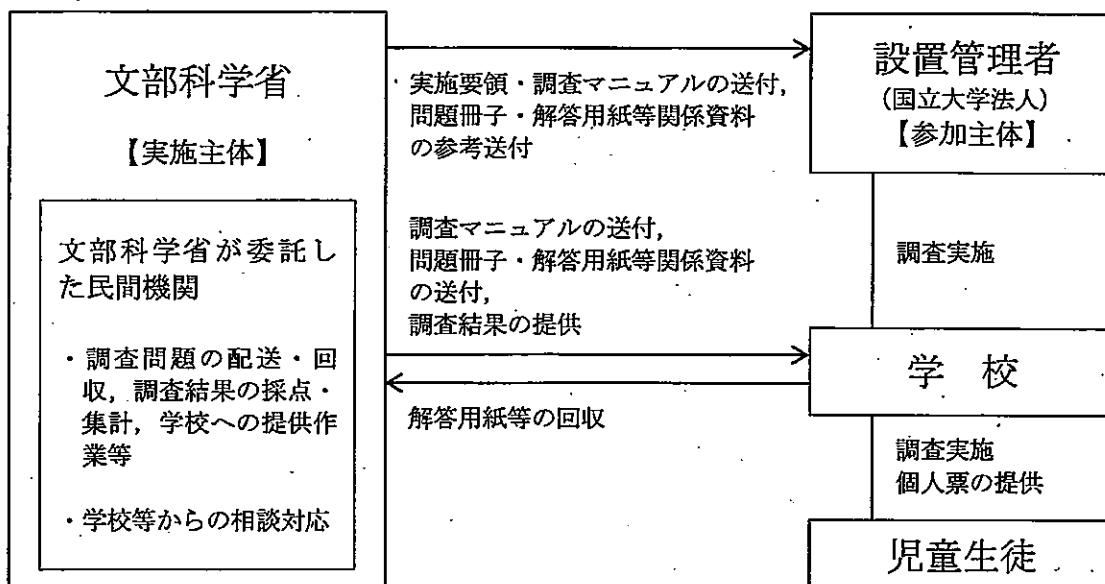 文部科学省
【実施主体】
文部科学省が委託し
た民間機関
・調査問題の配送・回
収，調査結果の採点・
集計，学校への提供作
業等
・学校等からの相談対応
実施要領・調査マニュアルの送付，
問題冊子・解答用紙等関係資料
の参考送付
調査マニュアルの送付，
問題冊子・解答用紙等関係資料
の送付，
調査結果の提供
解答用紙等の回収
設置管理者
（国立大学法人）
【参加主体】
調査実施
学　校
調査実施
個人票の提供
児童生徒